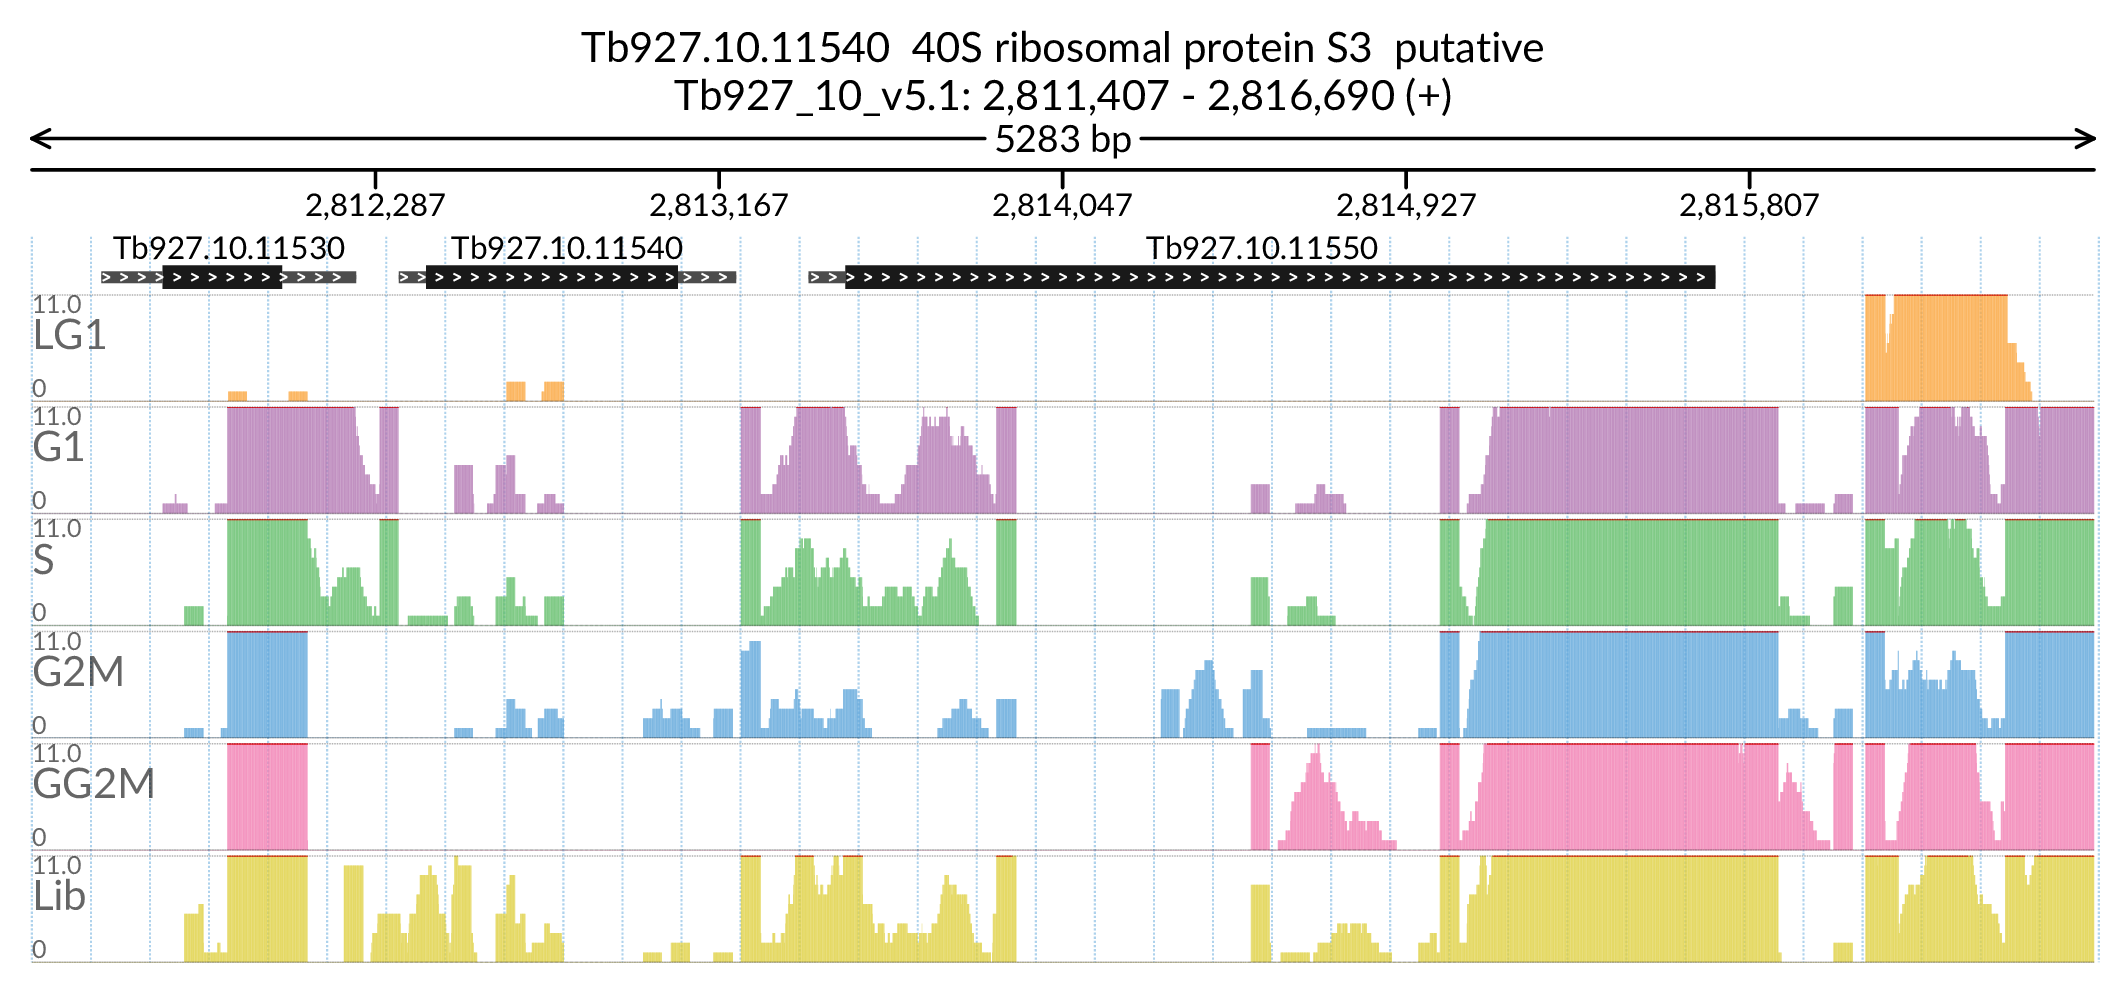 Tb927.10.11540  40S ribosomal protein S3  putative
Tb927_10_v5.1: 2,811,407 - 2,816,690 (+)
5283 bp
2,812,287 2,813,167 2,814,047 2,814,927 2,815,807
Tb927.10.11530 Tb927.10.11540 Tb927.10.11550
11.0
LG1
0
11.0
G1
0
11.0
S
0
11.0
G2M
0
11.0
GG2M
0
11.0
Lib
0